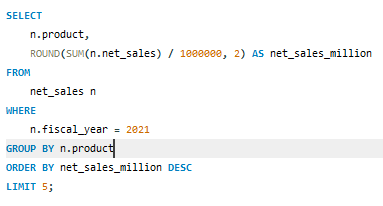 SELECT
n.product,
ROUND(SUM(n.net_sales) / 1000000, 2) AS net_sales_million
FROM
net_sales n
WHERE
n.fiscal_year = 2021
GROUP BY n.product
ORDER BY net_sales_million DESC
LIMIT 5;